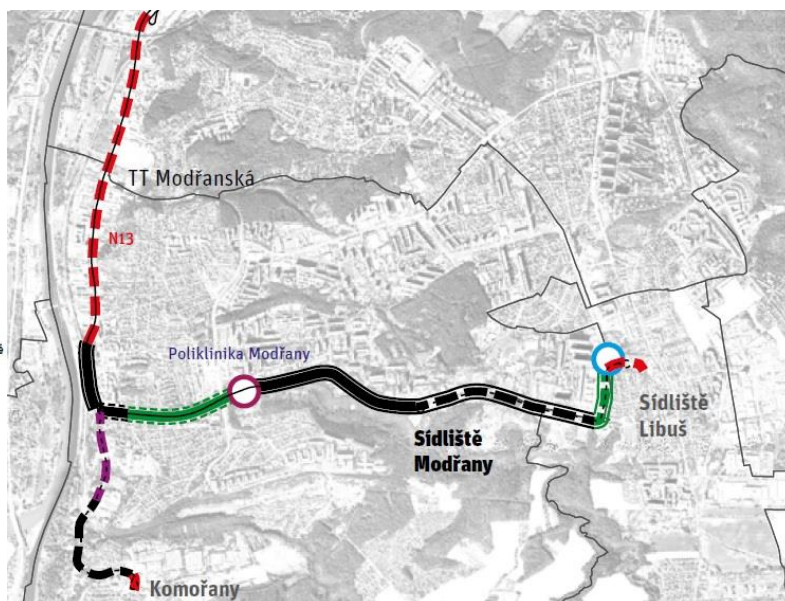 TT Modřanská
N13
Poliklinika Modřany
Sídliště
Modřany
Sídliště
Libuš
Komořany